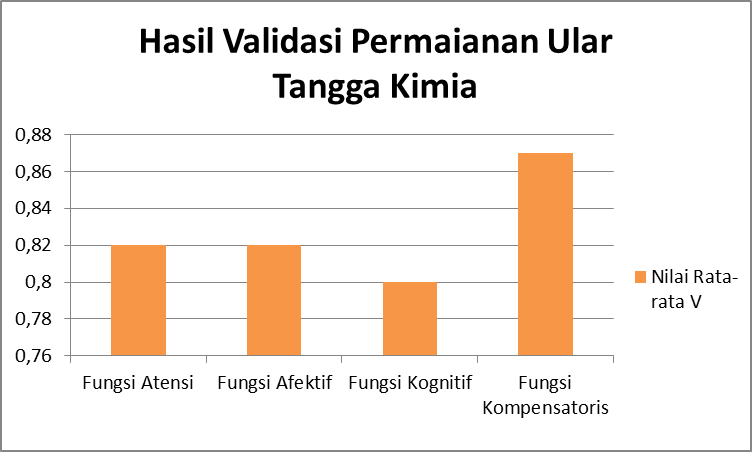 Hasil Validasi Permaianan Ular
Tangga Kimia
0,88
0,86
0,84
0,82
0,8
0,78
0,76
Fungsi Atensi
Fungsi Afektif
Fungsi Kognitif
Fungsi
Kompensatoris
Nilai Rata-
rata V